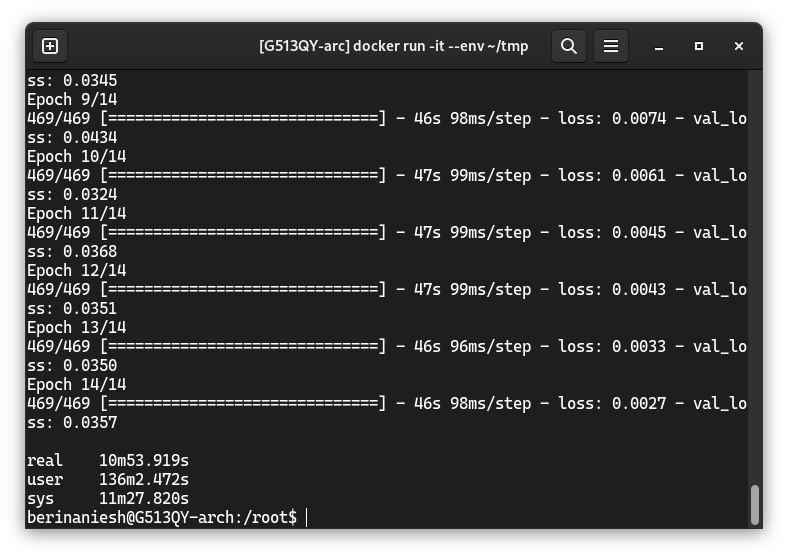 [G513QY-arc] docker run -it --env ~/tmp
ss: 0.0345
Epoch 9/14
469/469 [==============================] - 46s 98ms/step - loss: 0.0074 - val_lo
ss: 0.0434
Epoch 10/14
469/469 [==============================] - 47s 99ms/step - loss: 0.0061 - val_lo
ss: 0.0324
Epoch 11/14
469/469 [==============================] - 47s 99ms/step - loss: 0.0045 - val_lo
ss: 0.0368
Epoch 12/14
469/469 [==============================] - 47s 99ms/step - loss: 0.0043 - val_lo
ss: 0.0351
Epoch 13/14
469/469 [==============================] - 46s 96ms/step - loss: 0.0033 - val_lo
ss: 0.0350
Epoch 14/14
469/469 [==============================] - 46s 98ms/step - loss: 0.0027 - val_lo
ss: 0.0357
real    10m53.919s
user    136m2.472s
sys     11m27.820s
berinaniesh@G513QY-arch:/root$